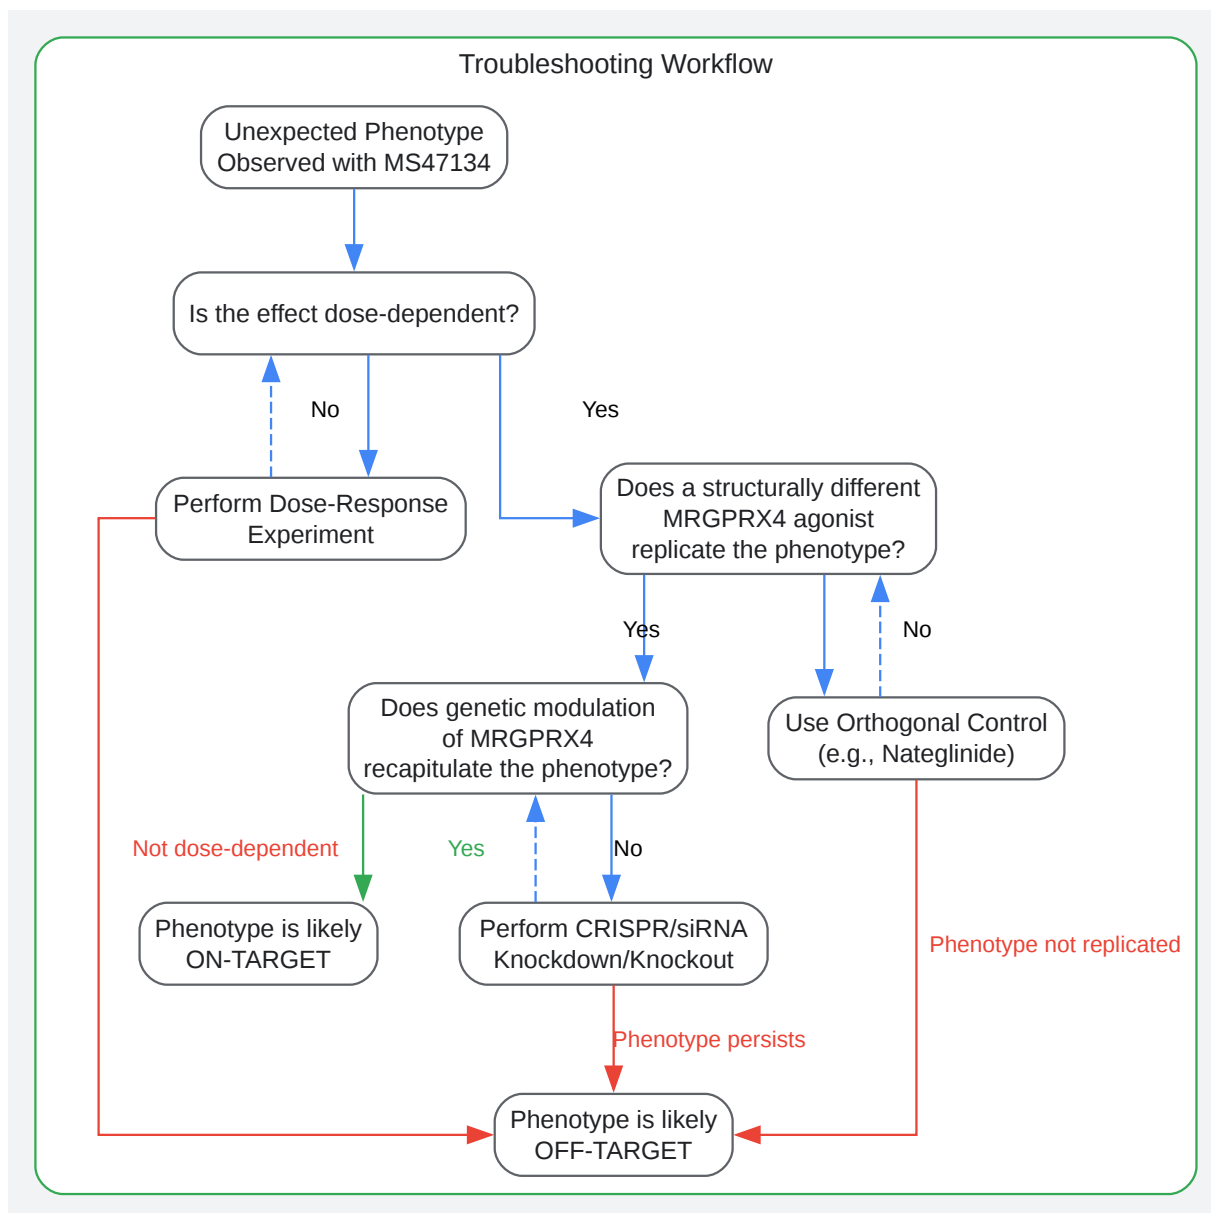 Troubleshooting Workflow
Unexpected Phenotype
Observed with MS47134
Is the effect dose-dependent?
No
Yes
Perform Dose-Response
Experiment
Does a structurally different
MRGPRX4 agonist
replicate the phenotype?
Yes
No
Does genetic modulation
of MRGPRX4
recapitulate the phenotype?
Use Orthogonal Control
(e.g., Nateglinide)
Not dose-dependent
Yes
No
Phenotype is likely
ON-TARGET
Perform CRISPR/siRNA
Knockdown/Knockout
Phenotype not replicated
Phenotype persists
Phenotype is likely
OFF-TARGET